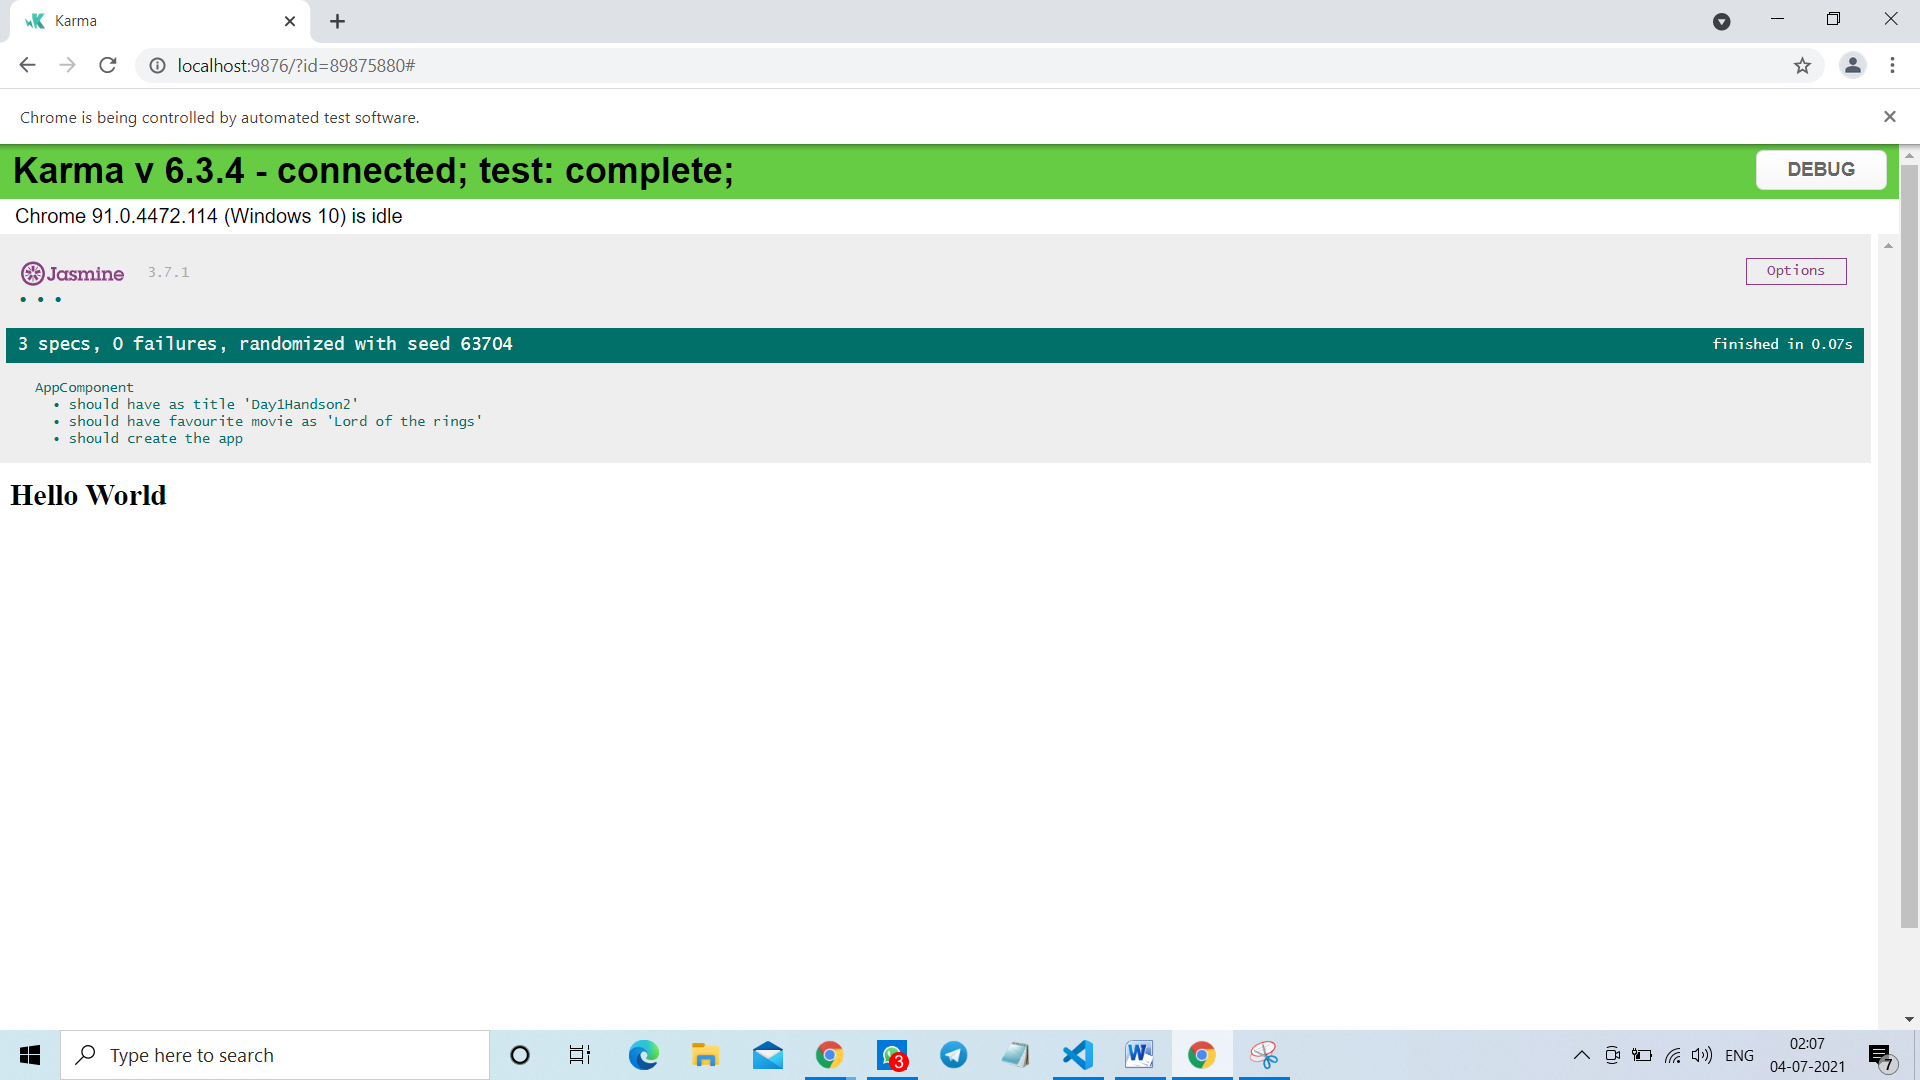 Karma
localhost:9876/?id=89875880#
Chrome is being controlled by automated test software.
Karma v 6.3.4 - connected; test: complete;
DEBUG
Chrome 91.0.4472.114 (Windows 10) is idle
Jasmine 3.7.1
Options
3 specs, 0 failures, randomized with seed 63704
finished in 0.07s
AppComponent
• should have as title 'Day1Handson2'
• should have favourite movie as 'Lord of the rings'
• should create the app
Hello World
Type here to search
3
W
ENG
02:07
04-07-2021
7